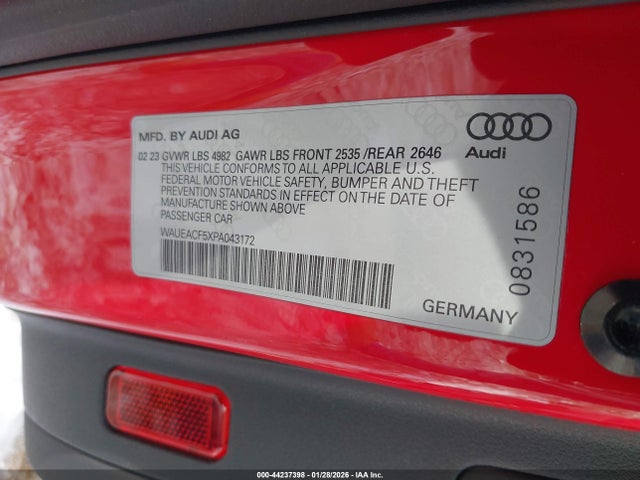 MFD. BY AUDI AG
02 23 GVWR LBS 4982 GAWR LBS FRONT 2535 /REAR 2646
THIS VEHICLE CONFORMS TO ALL APPLICABLE U.S.
FEDERAL MOTOR VEHICLE SAFETY, BUMPER AND THEFT
PREVENTION STANDARDS IN EFFECT ON THE DATE OF
MANUFACTURE SHOWN ABOVE
PASSENGER CAR
WAUEACF5XPA043172
Audi
0831586
GERMANY
000-44237398 - 01/28/2026 - IAA Inc.